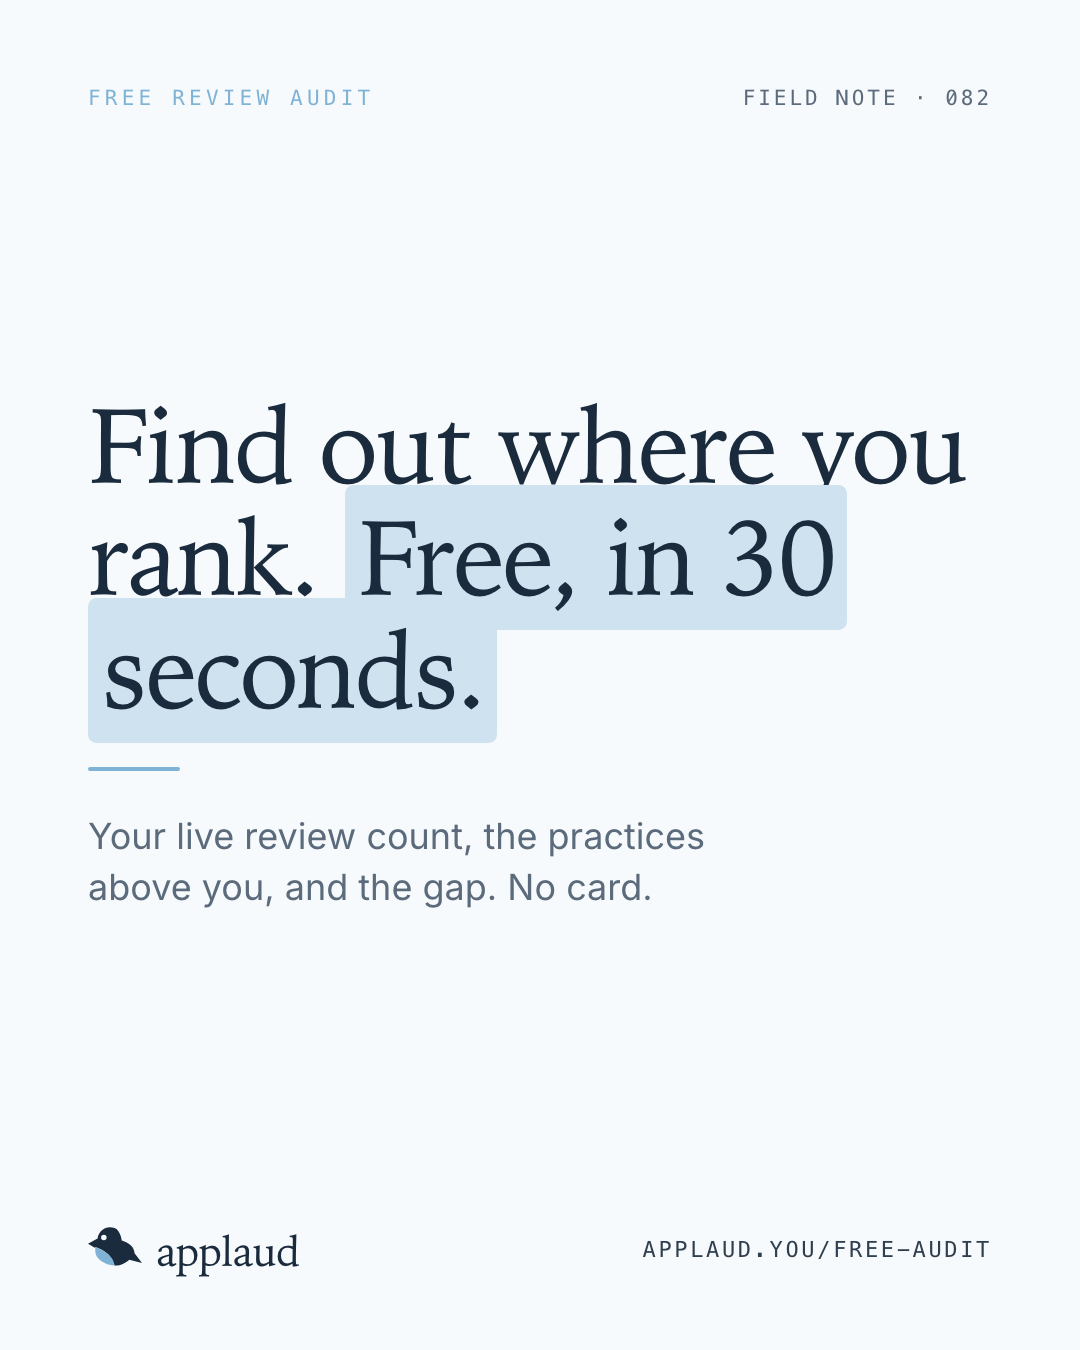 FREE REVIEW AUDIT
FIELD NOTE · 082
Find out where you
rank. Free, in 30
seconds.
Your live review count, the practices
above you, and the gap. No card.
applaud
APPLAUD.YOU/FREE-AUDIT